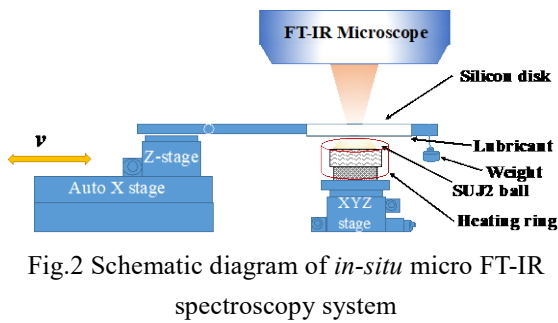 FT-IR Microscope
Silicon disk
v
Lubricant
Z-stage
Weight
Auto X stage
SUJ2 ball
XYZ
stage
Heating ring
Fig.2 Schematic diagram of in-situ micro FT-IR
spectroscopy system